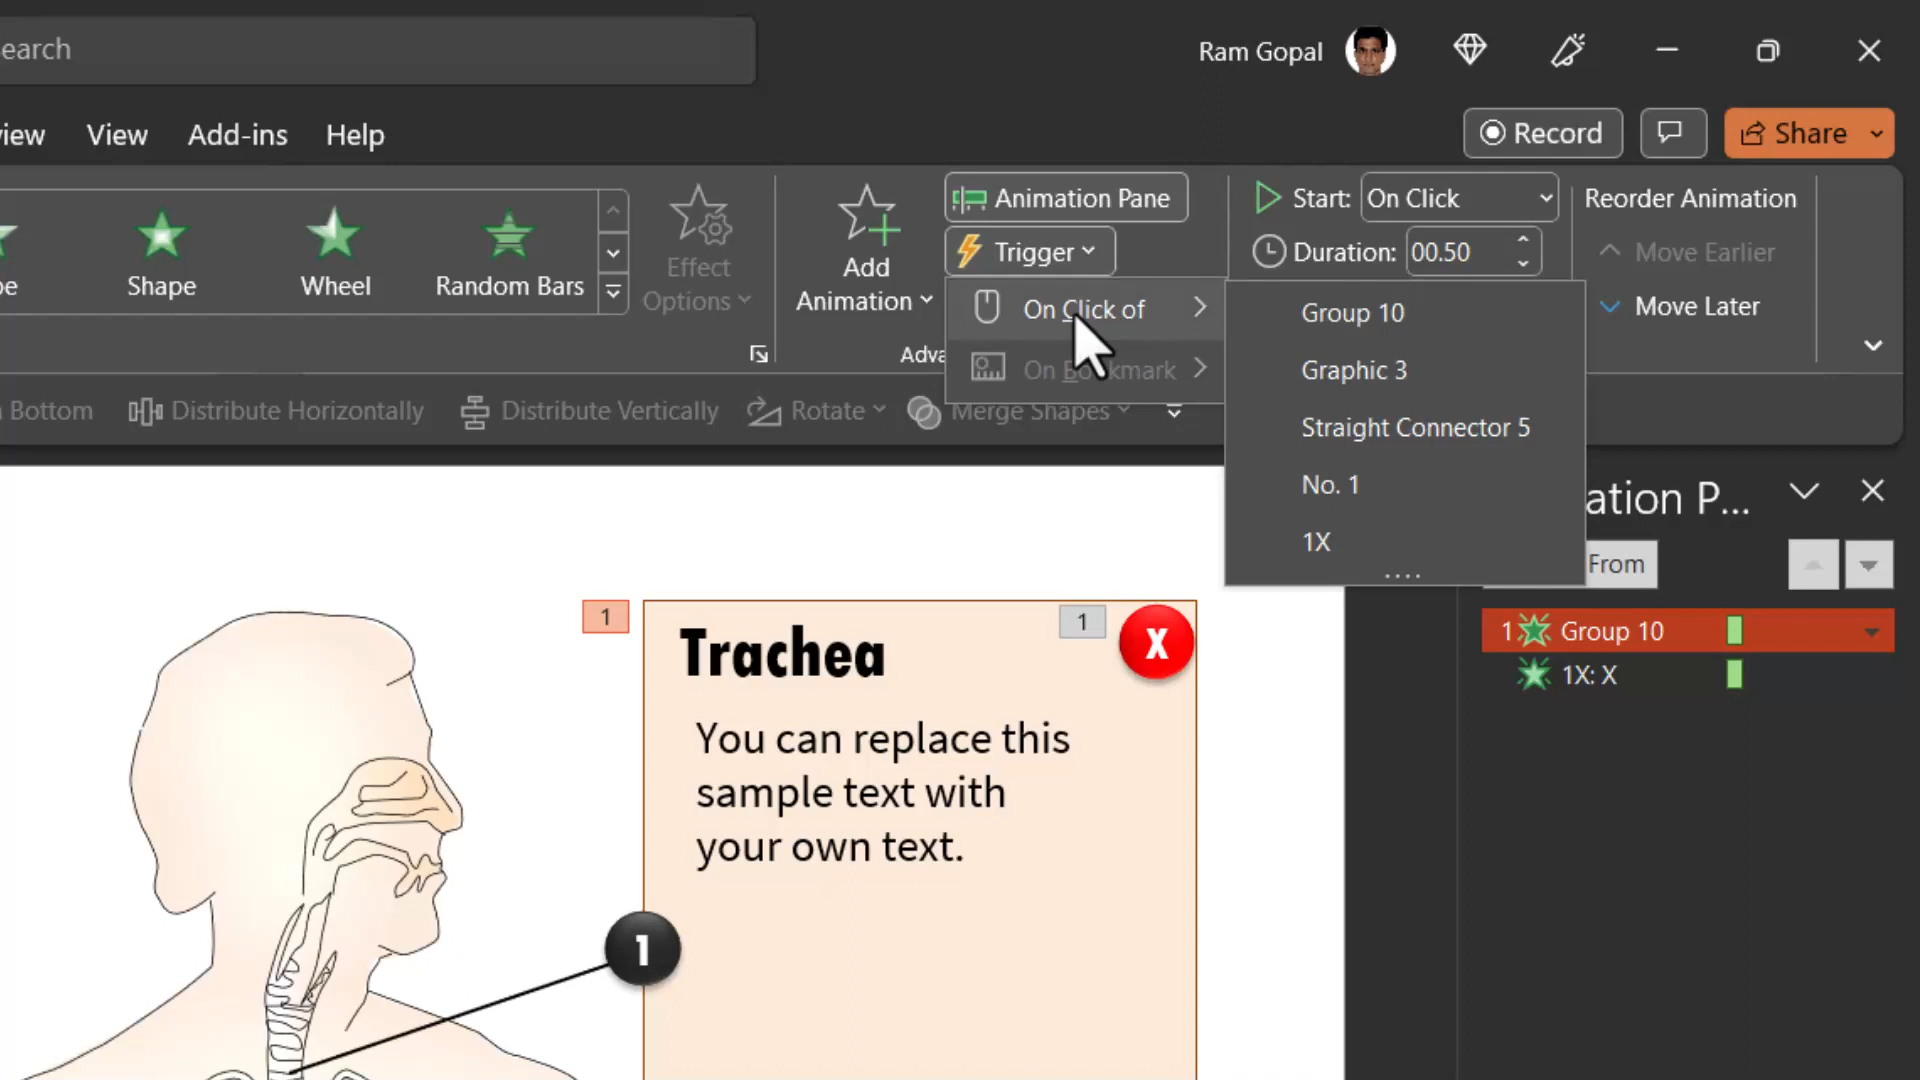 earch
Ram Gopal
view View Add-ins Help
Record
Share
pe
Shape
Wheel
Random Bars
Effect
Options
Add
Animation
Animation Pane
Trigger
Start: On Click
Duration: 00.50
Reorder Animation
Move Earlier
Move Later
On Click of
On Bookmark
Adva
Group 10
Graphic 3
Straight Connector 5
No. 1
1X
Bottom
Distribute Horizontally
Distribute Vertically
Rotate
Merge Shapes
ation P...
From
1 Group 10
1X: X
1
Trachea
1
X
You can replace this
sample text with
your own text.
1